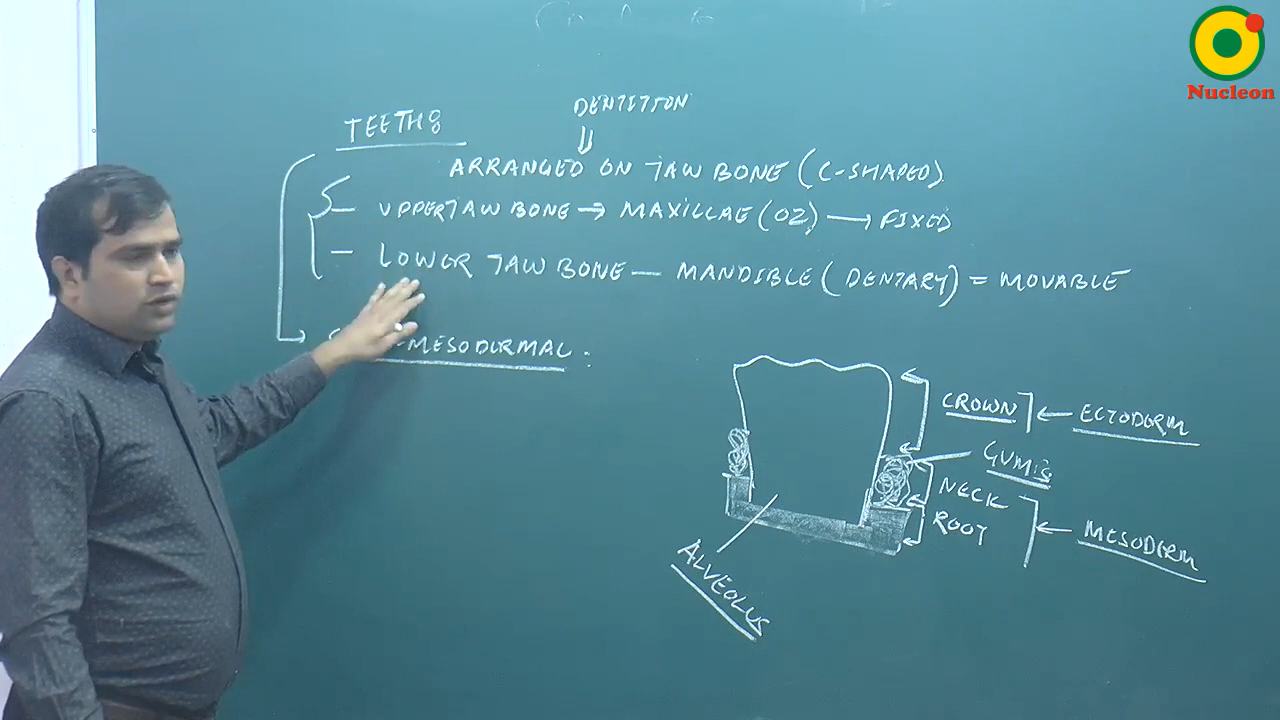 Nucleon
DENTITION
TEETH:
⇓
ARRANGED ON JAW BONE (C-SHAPED)
— UPPER JAW BONE → MAXILLAE (02) → FIXED
— LOWER JAW BONE — MANDIBLE (DENTARY) = MOVABLE
-MESODERMAL.
CROWN ← ECTODERM
GUMS
NECK
ROOT
← MESODERM
ALVEOLUS